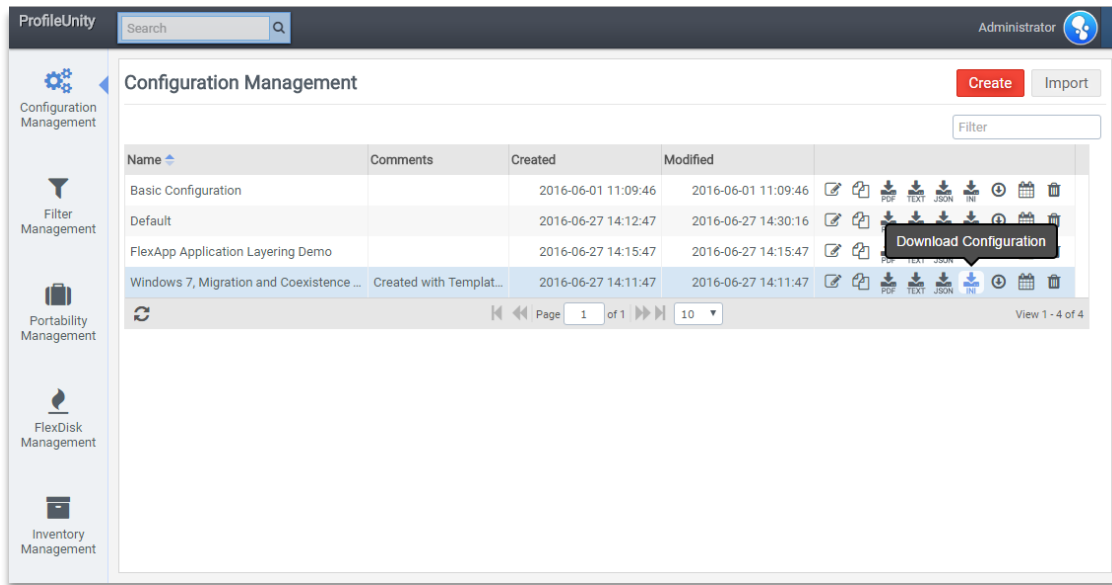 ProfileUnity
Search
Administrator
Configuration
Management
Filter
Management
Portability
Management
FlexDisk
Management
Inventory
Management
Configuration Management
Create
Import
Filter
Name Comments Created Modified
Basic Configuration 2016-06-01 11:09:46 2016-06-01 11:09:46 PDF TEXT JSON INI
Default 2016-06-27 14:12:47 2016-06-27 14:30:16
Download Configuration
FlexApp Application Layering Demo 2016-06-27 14:15:47 2016-06-27 14:15:47 PDF TEXT JSON
Windows 7, Migration and Coexistence ... Created with Templat... 2016-06-27 14:11:47 2016-06-27 14:11:47 PDF TEXT JSON INI
Page 1 of 1 10 View 1 - 4 of 4